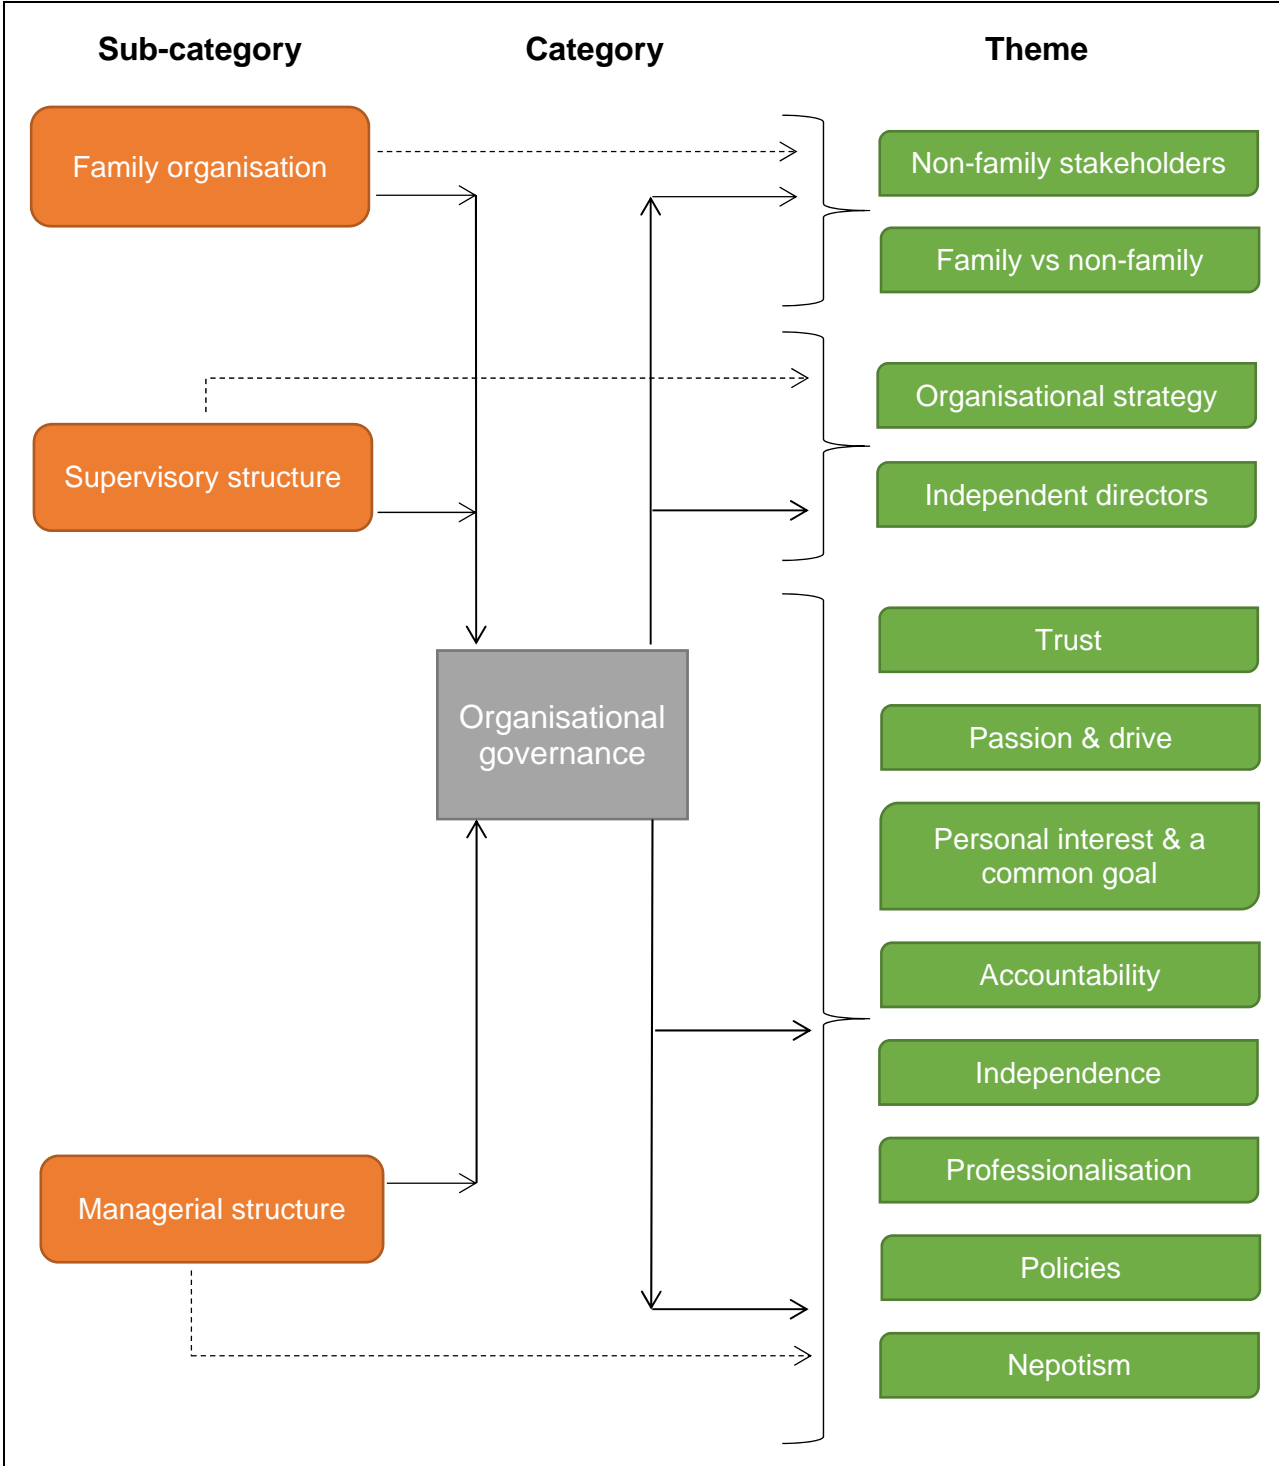 Sub-category
Category
Theme
Family organisation
Non-family stakeholders
Family vs non-family
Supervisory structure
Organisational strategy
Independent directors
Organisational
governance
Trust
Passion & drive
Personal interest & a
common goal
Accountability
Independence
Managerial structure
Professionalisation
Policies
Nepotism